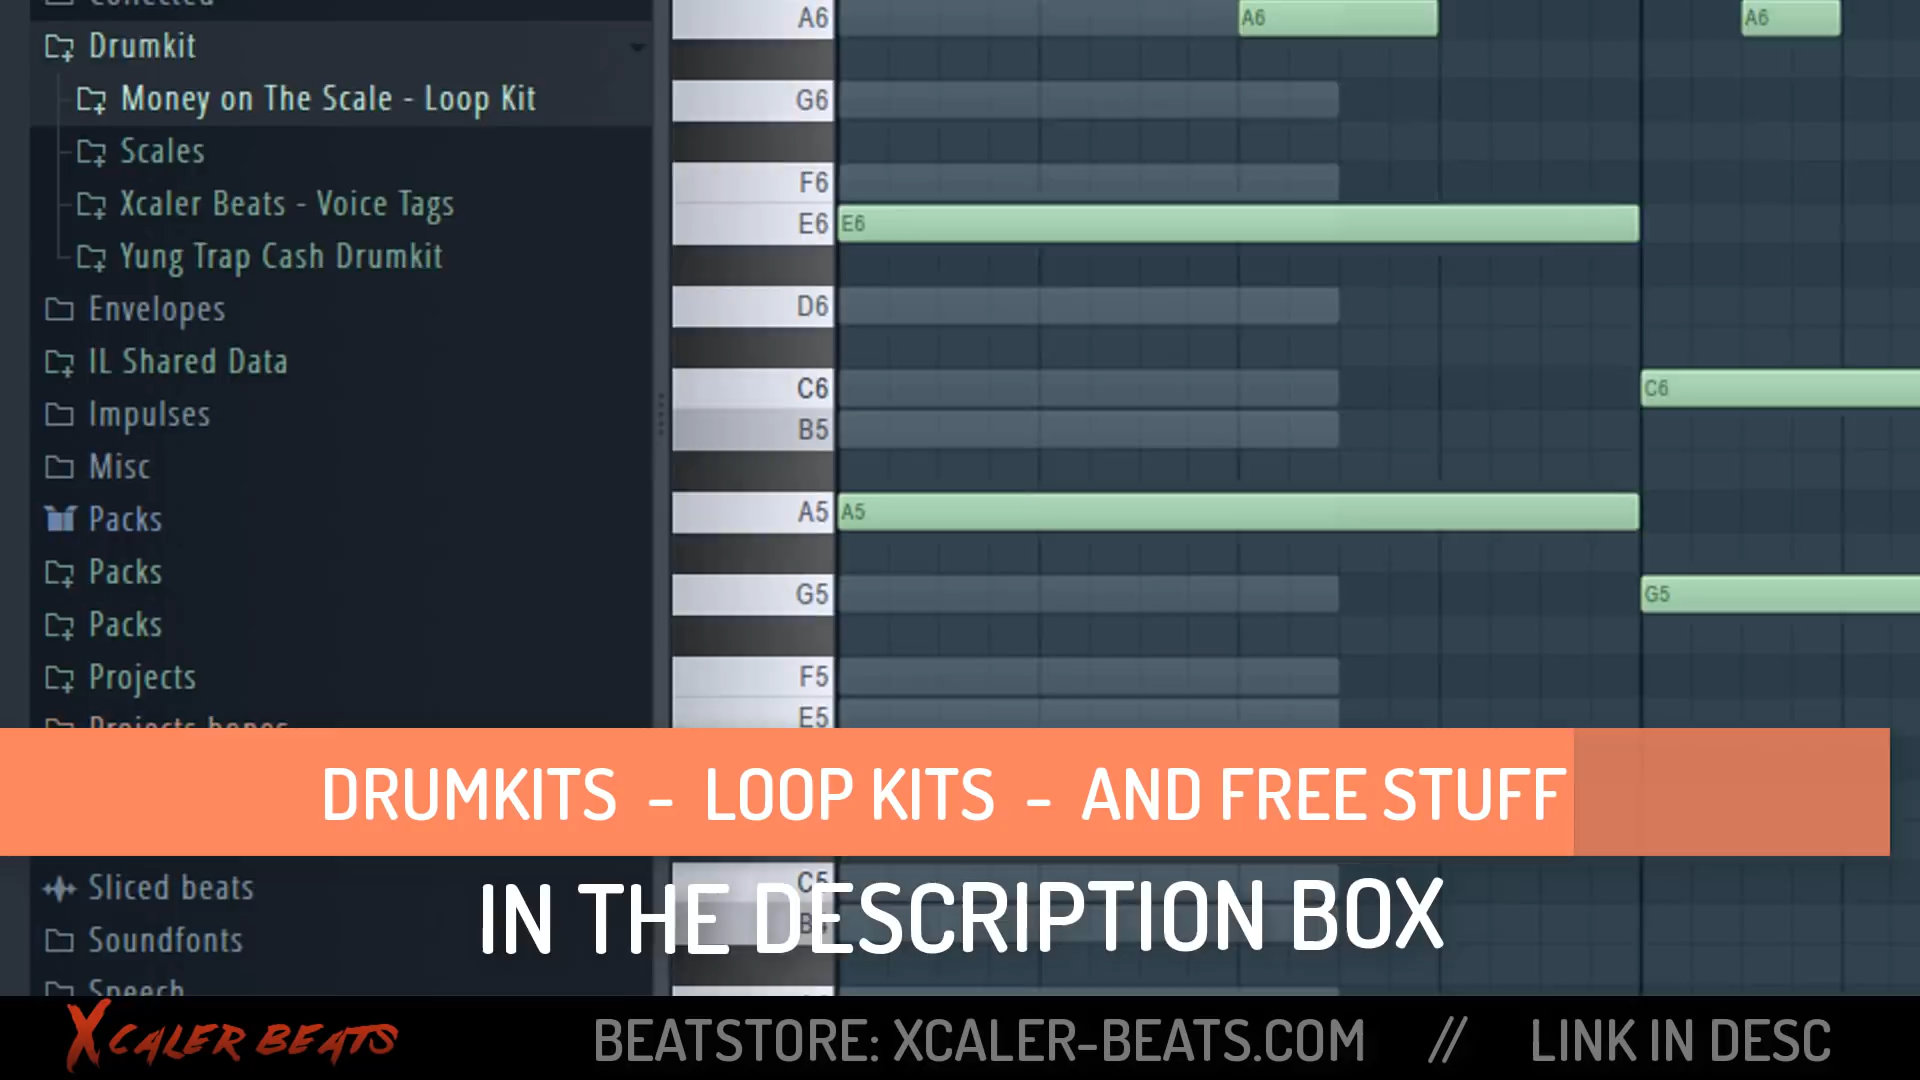 Drumkit
Money on The Scale - Loop Kit
Scales
Xcaler Beats - Voice Tags
Yung Trap Cash Drumkit
Envelopes
IL Shared Data
Impulses
Misc
Packs
Packs
Packs
Projects
Sliced beats
Soundfonts
Speech
A6
G6
F6
E6
D6
C6
B5
A5
G5
F5
E5
C5
A6
A6
E6
C6
A5
G5
DRUMKITS - LOOP KITS - AND FREE STUFF
IN THE DESCRIPTION BOX
XCALER BEATS
BEATSTORE: XCALER-BEATS.COM // LINK IN DESC